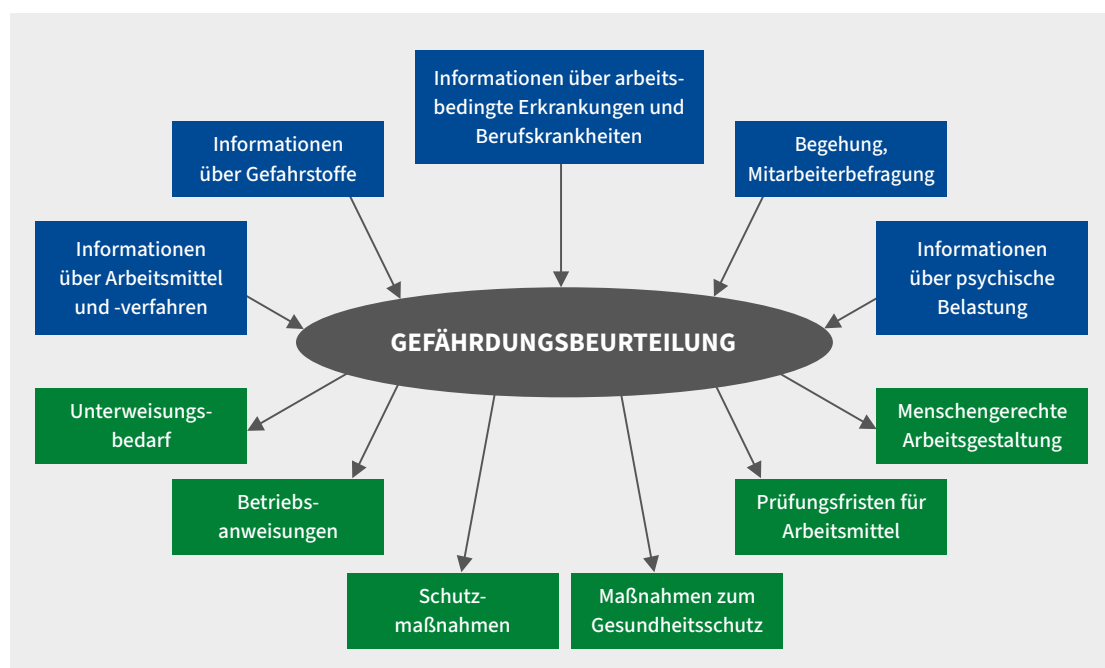 Informationen über arbeits-
bedingte Erkrankungen und
Berufskrankheiten
Informationen
über Gefahrstoffe
Begehung,
Mitarbeiterbefragung
Informationen
über Arbeitsmittel
und -verfahren
Informationen
über psychische
Belastung
GEFÄHRDUNGSBEURTEILUNG
Unterweisungs-
bedarf
Menschengerechte
Arbeitsgestaltung
Betriebs-
anweisungen
Prüfungsfristen für
Arbeitsmittel
Schutz-
maßnahmen
Maßnahmen zum
Gesundheitsschutz